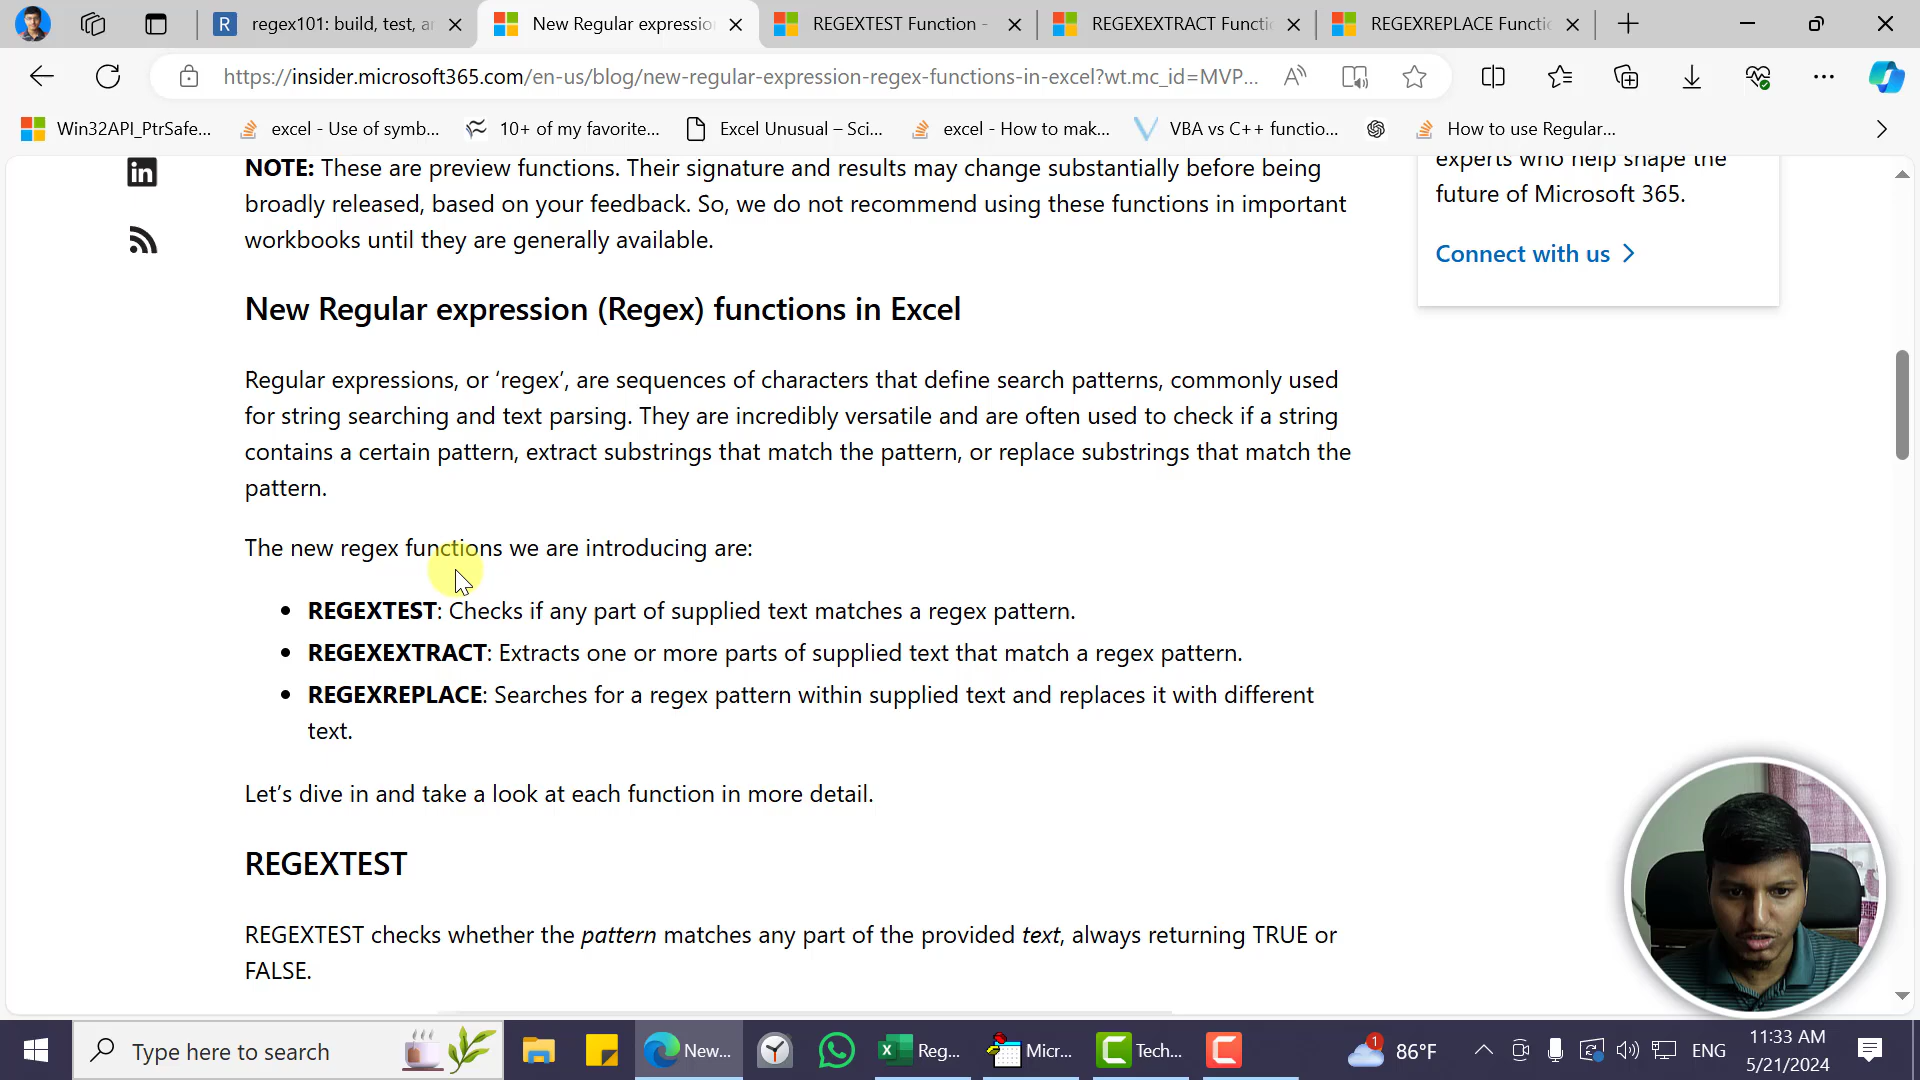 regex101: build, test, a
New Regular expressio
REGEXTEST Function -
REGEXEXTRACT Functi
REGEXREPLACE Functi
https://insider.microsoft365.com/en-us/blog/new-regular-expression-regex-functions-in-excel?wt.mc_id=MVP...
Win32API_PtrSafe...
excel - Use of symb...
10+ of my favorite...
Excel Unusual – Sci...
excel - How to mak...
VBA vs C++ functio...
How to use Regular...
NOTE: These are preview functions. Their signature and results may change substantially before being
broadly released, based on your feedback. So, we do not recommend using these functions in important
workbooks until they are generally available.
experts who help shape the
future of Microsoft 365.
Connect with us
New Regular expression (Regex) functions in Excel
Regular expressions, or ‘regex’, are sequences of characters that define search patterns, commonly used
for string searching and text parsing. They are incredibly versatile and are often used to check if a string
contains a certain pattern, extract substrings that match the pattern, or replace substrings that match the
pattern.
The new regex functions we are introducing are:
• REGEXTEST: Checks if any part of supplied text matches a regex pattern.
• REGEXEXTRACT: Extracts one or more parts of supplied text that match a regex pattern.
• REGEXREPLACE: Searches for a regex pattern within supplied text and replaces it with different
text.
Let’s dive in and take a look at each function in more detail.
REGEXTEST
REGEXTEST checks whether the pattern matches any part of the provided text, always returning TRUE or
FALSE.
Type here to search
New...
Reg...
Micr...
Tech...
1
86°F
ENG
11:33 AM
5/21/2024